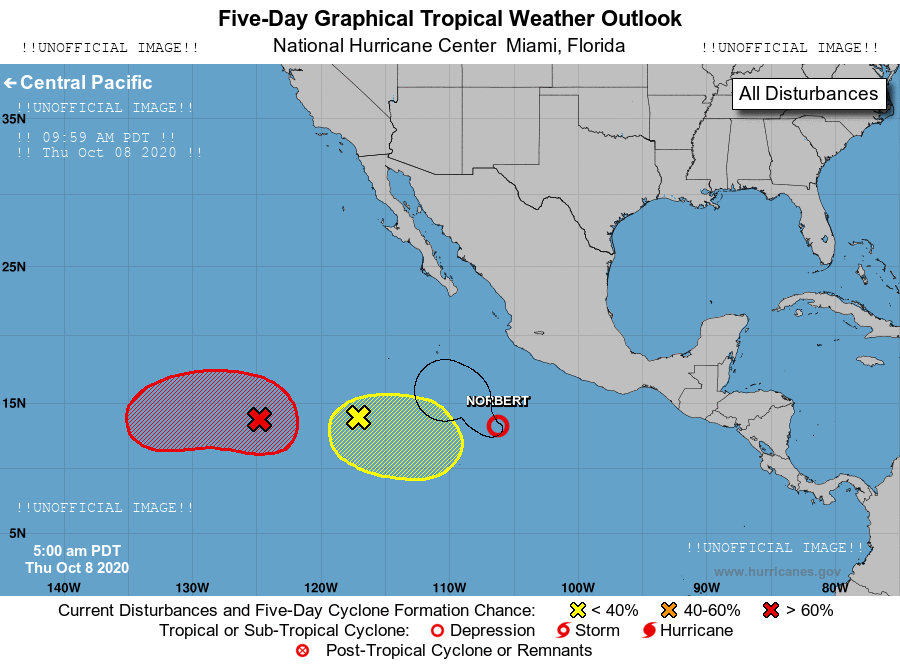 Five-Day Graphical Tropical Weather Outlook
!!UNOFFICIAL IMAGE!! National Hurricane Center Miami, Florida !!UNOFFICIAL IMAGE!!
← Central Pacific
All Disturbances
!!UNOFFICIAL IMAGE!!
35N
!! 09:59 AM PDT !!
!! Thu Oct 08 2020 !!
25N
15N
NORBERT
!!UNOFFICIAL IMAGE!!
5N
5:00 am PDT
Thu Oct 8 2020
!!UNOFFICIAL IMAGE!!
www.hurricanes.gov
140W 130W 120W 110W 100W 90W 80W
Current Disturbances and Five-Day Cyclone Formation Chance: < 40% 40-60% > 60%
Tropical or Sub-Tropical Cyclone: Depression Storm Hurricane
Post-Tropical Cyclone or Remnants